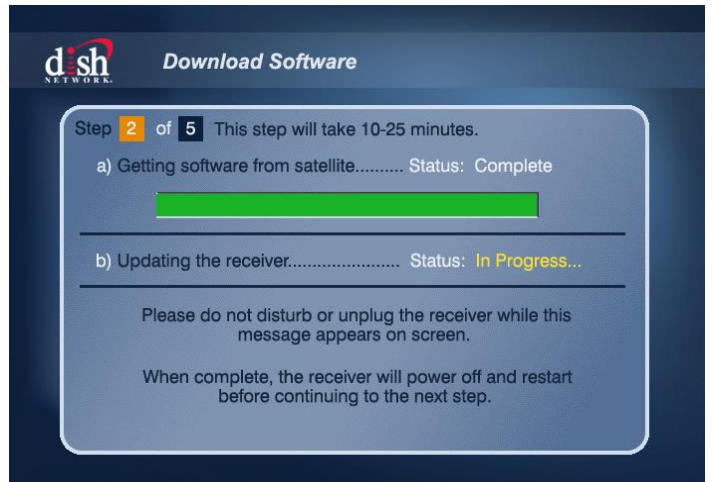 dish
NETWORK.
Download Software
Step 2 of 5 This step will take 10-25 minutes.
a) Getting software from satellite.......... Status: Complete
b) Updating the receiver....................... Status: In Progress...
Please do not disturb or unplug the receiver while this
message appears on screen.
When complete, the receiver will power off and restart
before continuing to the next step.